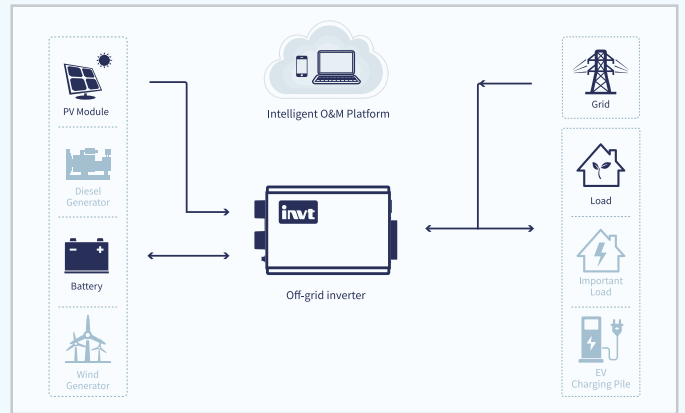 PV Module
Diesel
Generator
Battery
Wind
Generator
Intelligent O&M Platform
invt
Off-grid inverter
Grid
Load
Important
Load
EV
Charging Pile